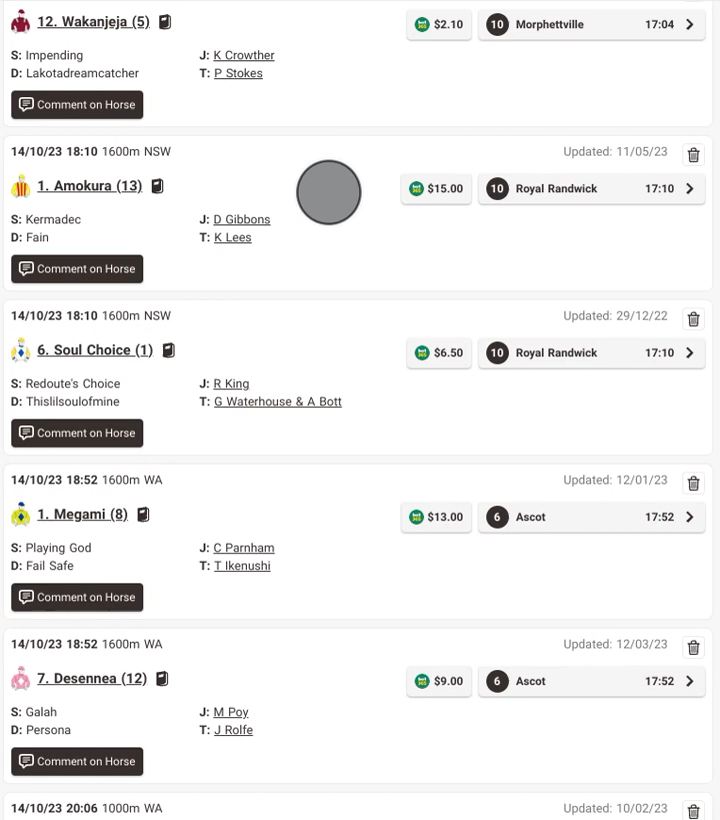 12. Wakanjeja (5) bet365 $2.10 10 Morphettville 17:04
S: Impending J: K Crowther
D: Lakotadreamcatcher T: P Stokes
Comment on Horse
14/10/23 18:10 1600m NSW Updated: 11/05/23
1. Amokura (13) bet365 $15.00 10 Royal Randwick 17:10
S: Kermadec J: D Gibbons
D: Fain T: K Lees
Comment on Horse
14/10/23 18:10 1600m NSW Updated: 29/12/22
6. Soul Choice (1) bet365 $6.50 10 Royal Randwick 17:10
S: Redoute's Choice J: R King
D: Thislilsoulofmine T: G Waterhouse & A Bott
Comment on Horse
14/10/23 18:52 1600m WA Updated: 12/01/23
1. Megami (8) bet365 $13.00 6 Ascot 17:52
S: Playing God J: C Parnham
D: Fail Safe T: T Ikenushi
Comment on Horse
14/10/23 18:52 1600m WA Updated: 12/03/23
7. Desennea (12) bet365 $9.00 6 Ascot 17:52
S: Galah J: M Poy
D: Persona T: J Rolfe
Comment on Horse
14/10/23 20:06 1000m WA Updated: 10/02/23